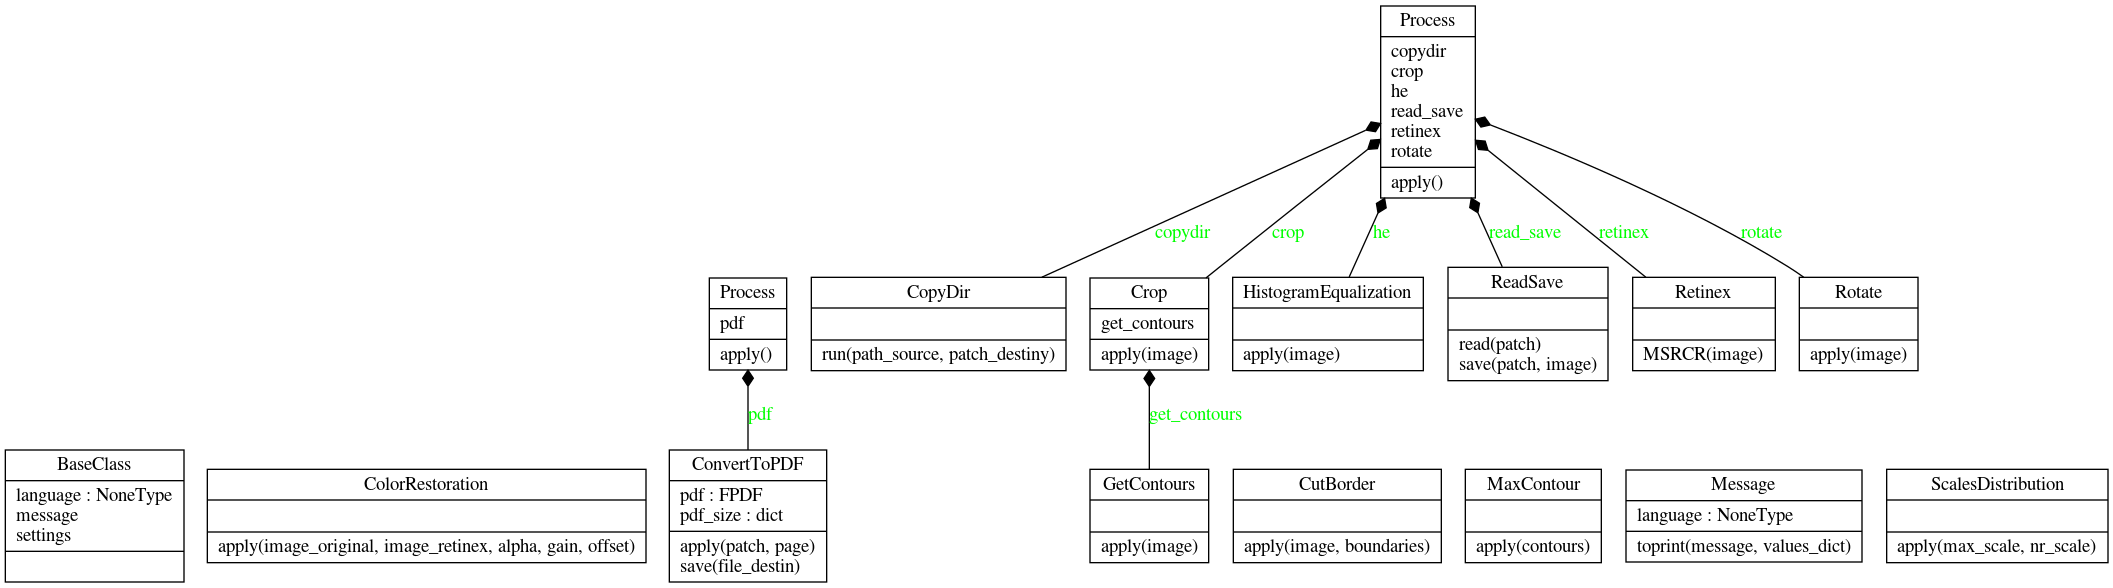 Process
copydir
crop
he
read_save
retinex
rotate
apply()
copydir
crop
he
read_save
retinex
rotate
Process
pdf
apply()
CopyDir
run(path_source, patch_destiny)
Crop
get_contours
apply(image)
HistogramEqualization
apply(image)
ReadSave
read(patch)
save(patch, image)
Retinex
MSRCR(image)
Rotate
apply(image)
pdf
get_contours
BaseClass
language : NoneType
message
settings
ColorRestoration
apply(image_original, image_retinex, alpha, gain, offset)
ConvertToPDF
pdf : FPDF
pdf_size : dict
apply(patch, page)
save(file_destin)
GetContours
apply(image)
CutBorder
apply(image, boundaries)
MaxContour
apply(contours)
Message
language : NoneType
toprint(message, values_dict)
ScalesDistribution
apply(max_scale, nr_scale)